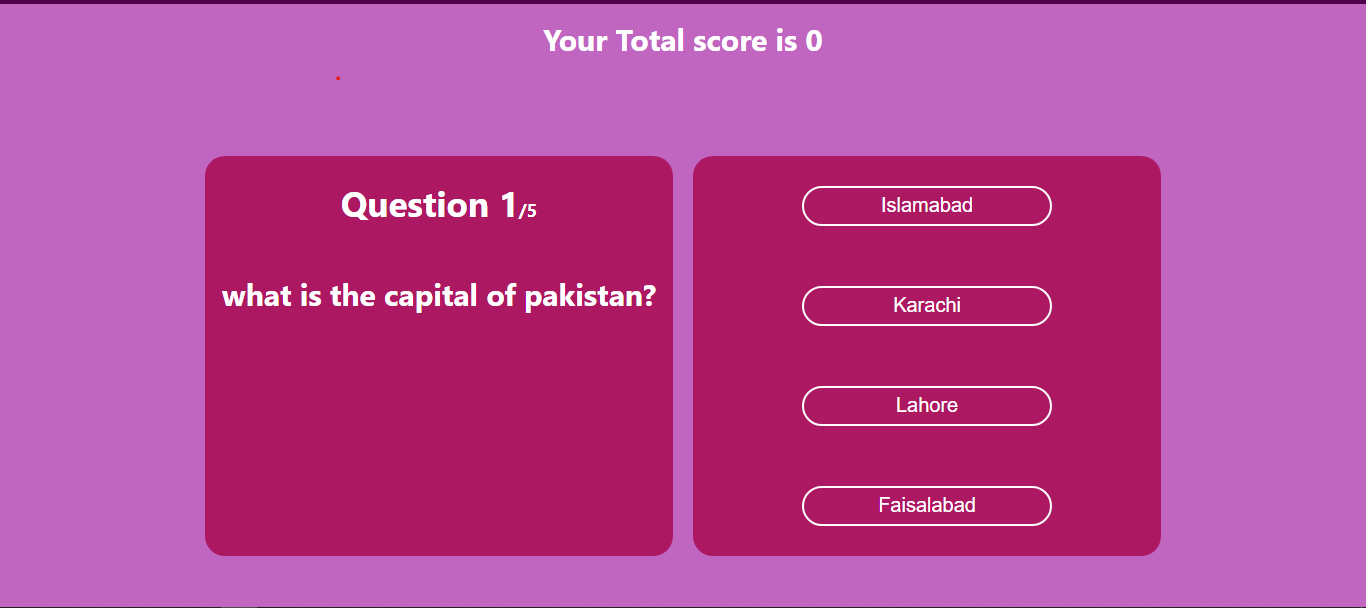 Your Total score is 0
Question 1/5
what is the capital of pakistan?
Islamabad
Karachi
Lahore
Faisalabad